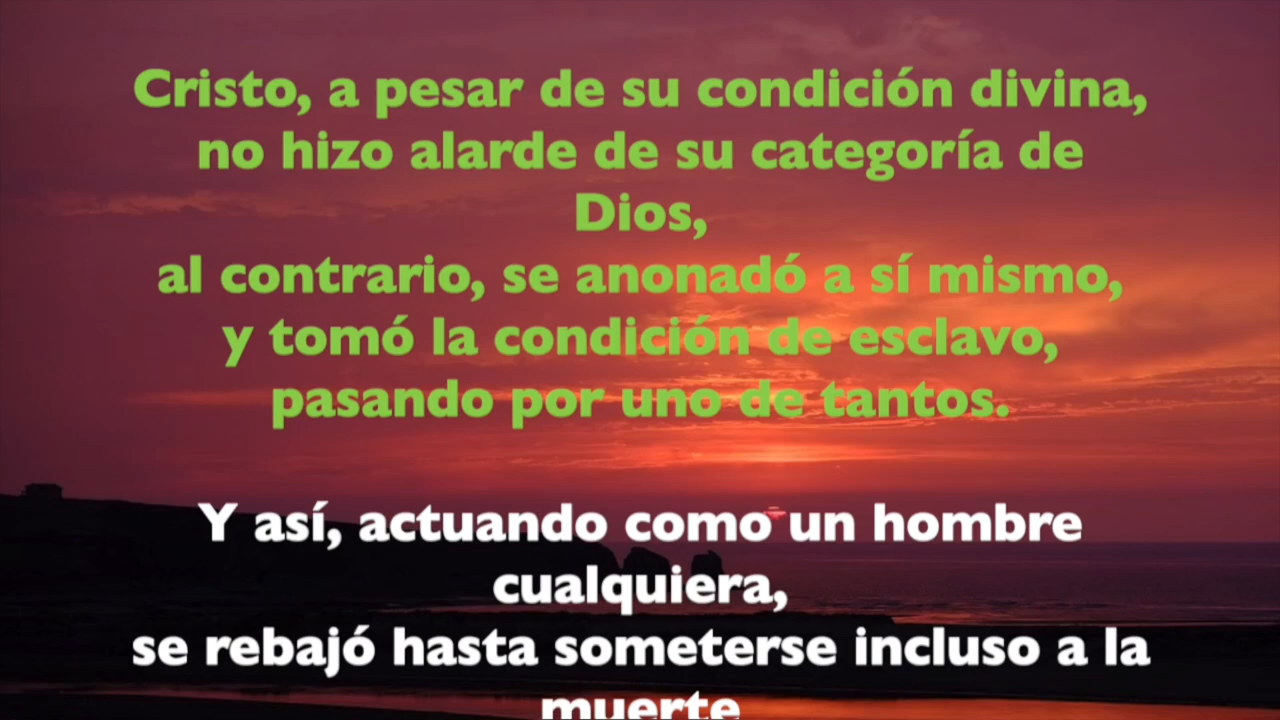 Cristo, a pesar de su condición divina,
no hizo alarde de su categoría de
Dios,
al contrario, se anonadó a sí mismo,
y tomó la condición de esclavo,
pasando por uno de tantos.
Y así, actuando como un hombre
cualquiera,
se rebajó hasta someterse incluso a la
muerte